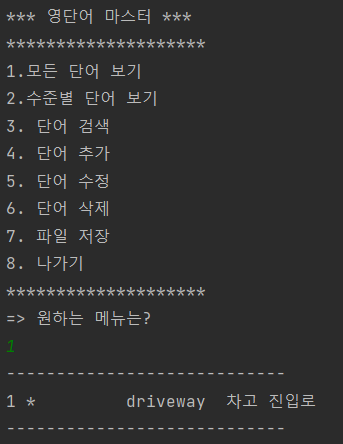 *** 영단어 마스터 ***
********************
1.모든 단어 보기
2.수준별 단어 보기
3. 단어 검색
4. 단어 추가
5. 단어 수정
6. 단어 삭제
7. 파일 저장
8. 나가기
********************
=> 원하는 메뉴는?
1
----------------------------
1 *         driveway  차고 진입로
----------------------------